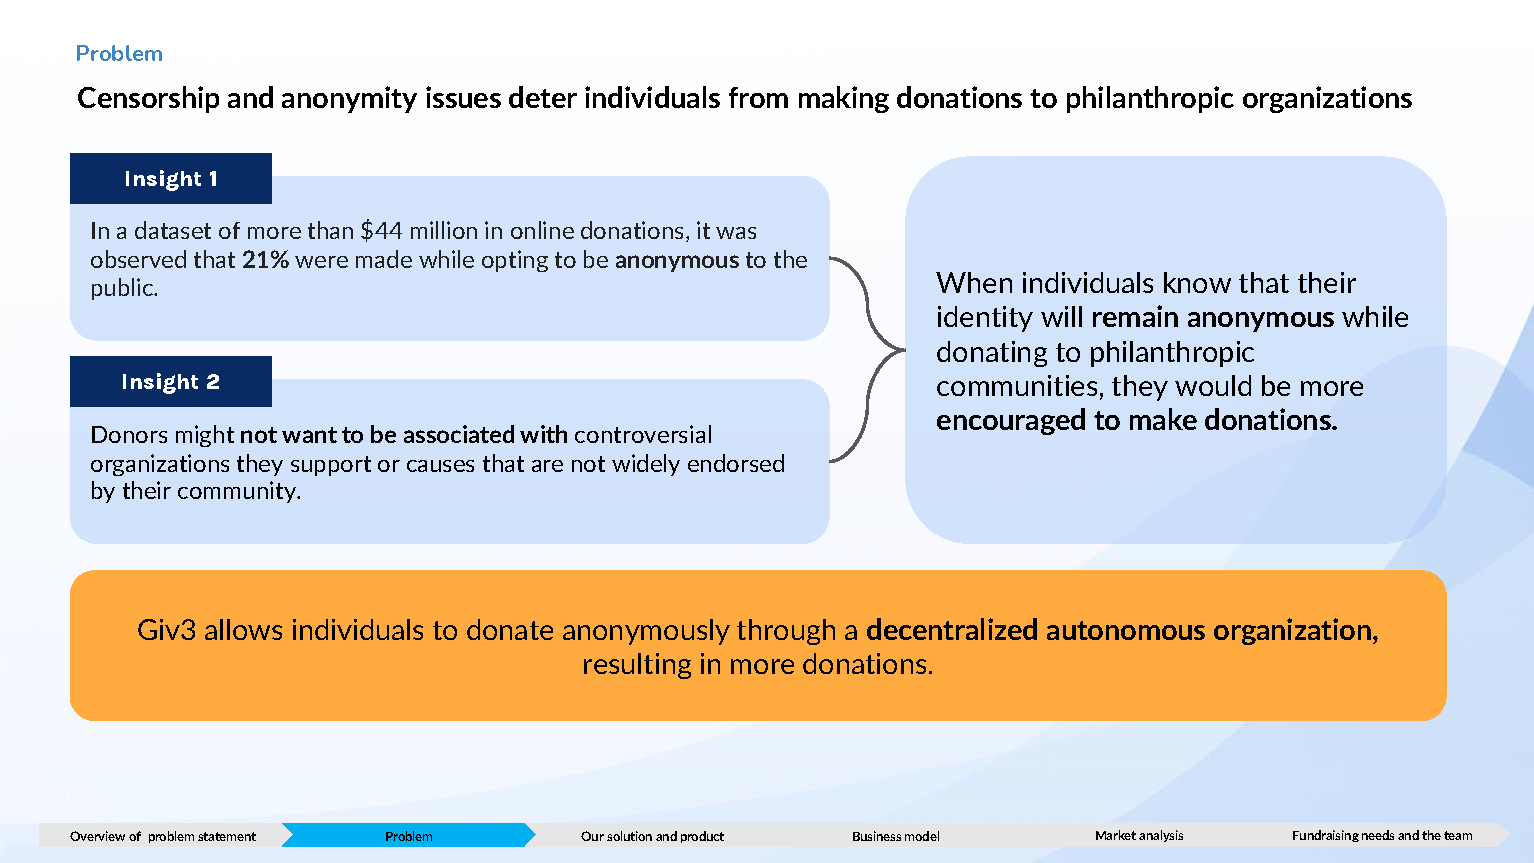 Problem
Censorship and anonymity issues deter individuals from making donations to philanthropic organizations
Insight 1
In a dataset of more than $44 million in online donations, it was
observed that 21% were made while opting to be anonymous to the
public.
Insight 2
Donors might not want to be associated with controversial
organizations they support or causes that are not widely endorsed
by their community.
When individuals know that their
identity will remain anonymous while
donating to philanthropic
communities, they would be more
encouraged to make donations.
Giv3 allows individuals to donate anonymously through a decentralized autonomous organization,
resulting in more donations.
Overview of problem statement
Problem
Our solution and product
Business model
Market analysis
Fundraising needs and the team